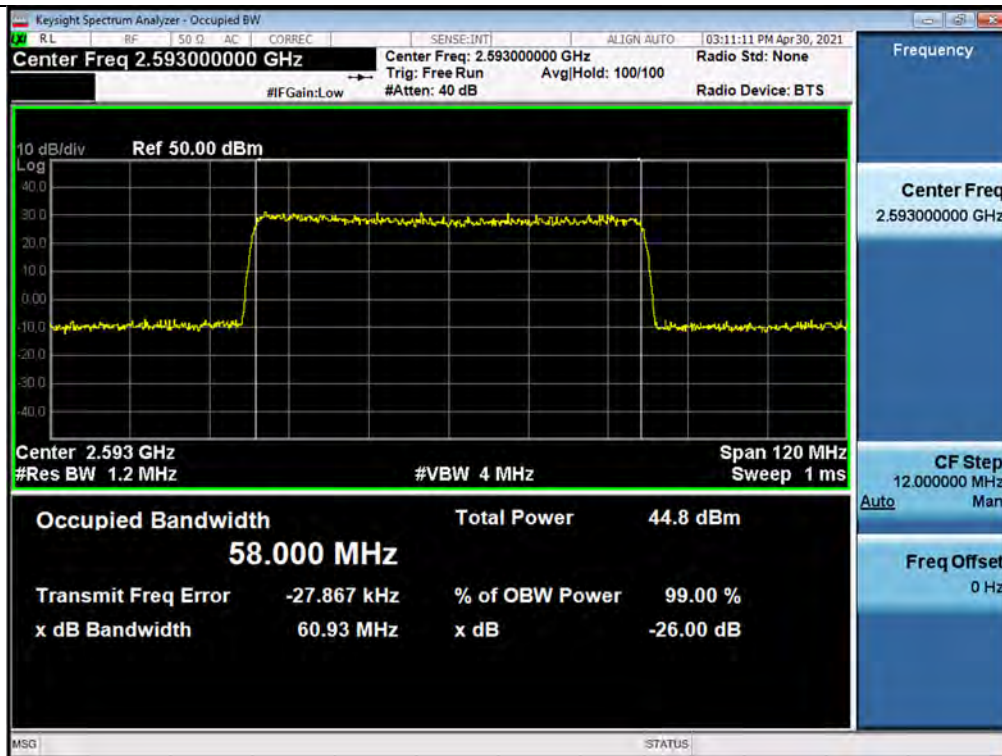 Keysight Spectrum Analyzer - Occupied BW
LXI RL RF 50 Ω AC CORREC SENSE:INT ALIGN AUTO 03:11:11 PM Apr 30, 2021
Center Freq 2.593000000 GHz
Center Freq: 2.593000000 GHz
Radio Std: None
Trig: Free Run Avg|Hold: 100/100
#IFGain:Low
#Atten: 40 dB
Radio Device: BTS
10 dB/div Ref 50.00 dBm
Log
40.0
30.0
20.0
10.0
0.00
-10.0
-20.0
-30.0
-40.0
Center 2.593 GHz
Span 120 MHz
#Res BW 1.2 MHz
#VBW 4 MHz
Sweep 1 ms
Occupied Bandwidth
Total Power 44.8 dBm
58.000 MHz
Transmit Freq Error -27.867 kHz
% of OBW Power 99.00 %
x dB Bandwidth 60.93 MHz
x dB -26.00 dB
Frequency
Center Freq
2.593000000 GHz
CF Step
12.000000 MHz
Auto Man
Freq Offset
0 Hz
MSG
STATUS